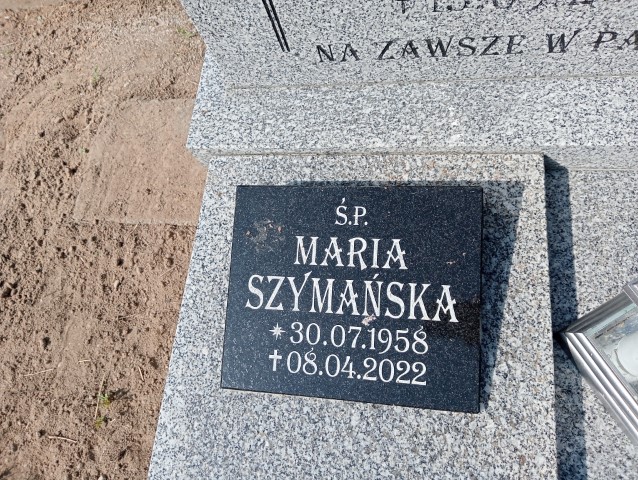 NA ZAWSZE W
Ś.P.
MARIA
SZYMAŃSKA
* 30.07.1958
✝ 08.04.2022